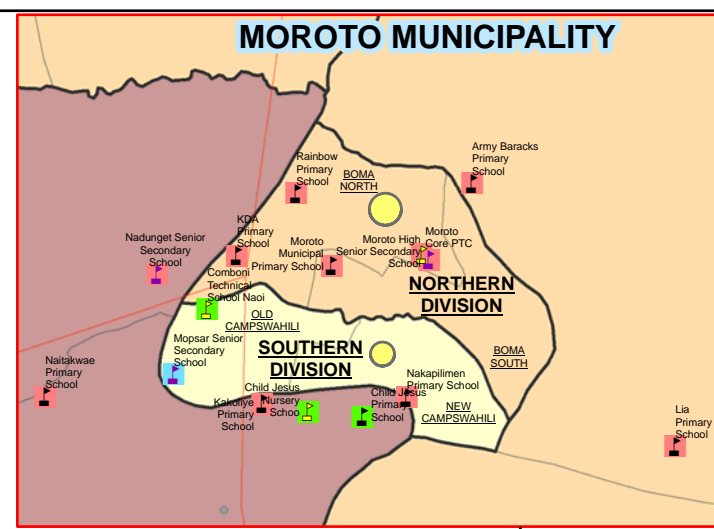 MOROTO MUNICIPALITY
Army Baracks
Primary
School
Rainbow
Primary
School
BOMA
NORTH
KDA
Primary
School
Nadunget Senior
Secondary
School
Moroto
Municipal
Primary School
Moroto High
Senior Secondary
School
Moroto
Core PTC
Comboni
Technical
School Naoi
NORTHERN
DIVISION
OLD
CAMPSWAHILI
Mopsar Senior
Secondary
School
SOUTHERN
DIVISION
BOMA
SOUTH
Naitakwae
Primary
School
Nakapilimen
Primary School
Child Jesus
Nursery
Schoo
Child Jesus
Primary
School
Kakoliye
Primary
School
NEW
CAMPSWAHILI
Lia
Primary
School